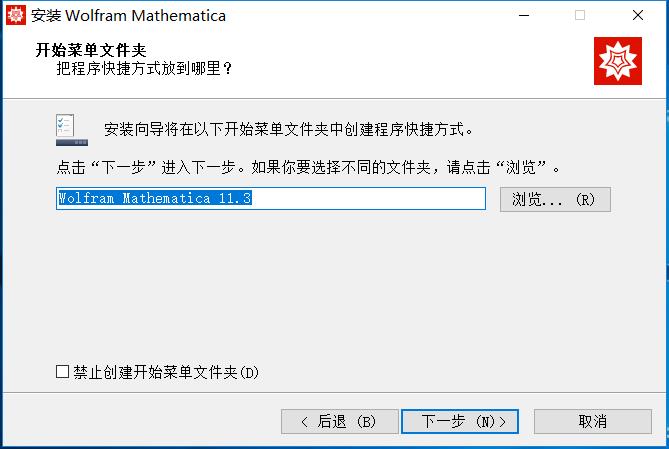 安装 Wolfram Mathematica
开始菜单文件夹
把程序快捷方式放到哪里？
安装向导将在以下开始菜单文件夹中创建程序快捷方式。
点击“下一步”进入下一步。如果你要选择不同的文件夹，请点击“浏览”。
Wolfram Mathematica 11.3
浏览... (R)
禁止创建开始菜单文件夹(D)
< 后退 (B)
下一步 (N)>
取消